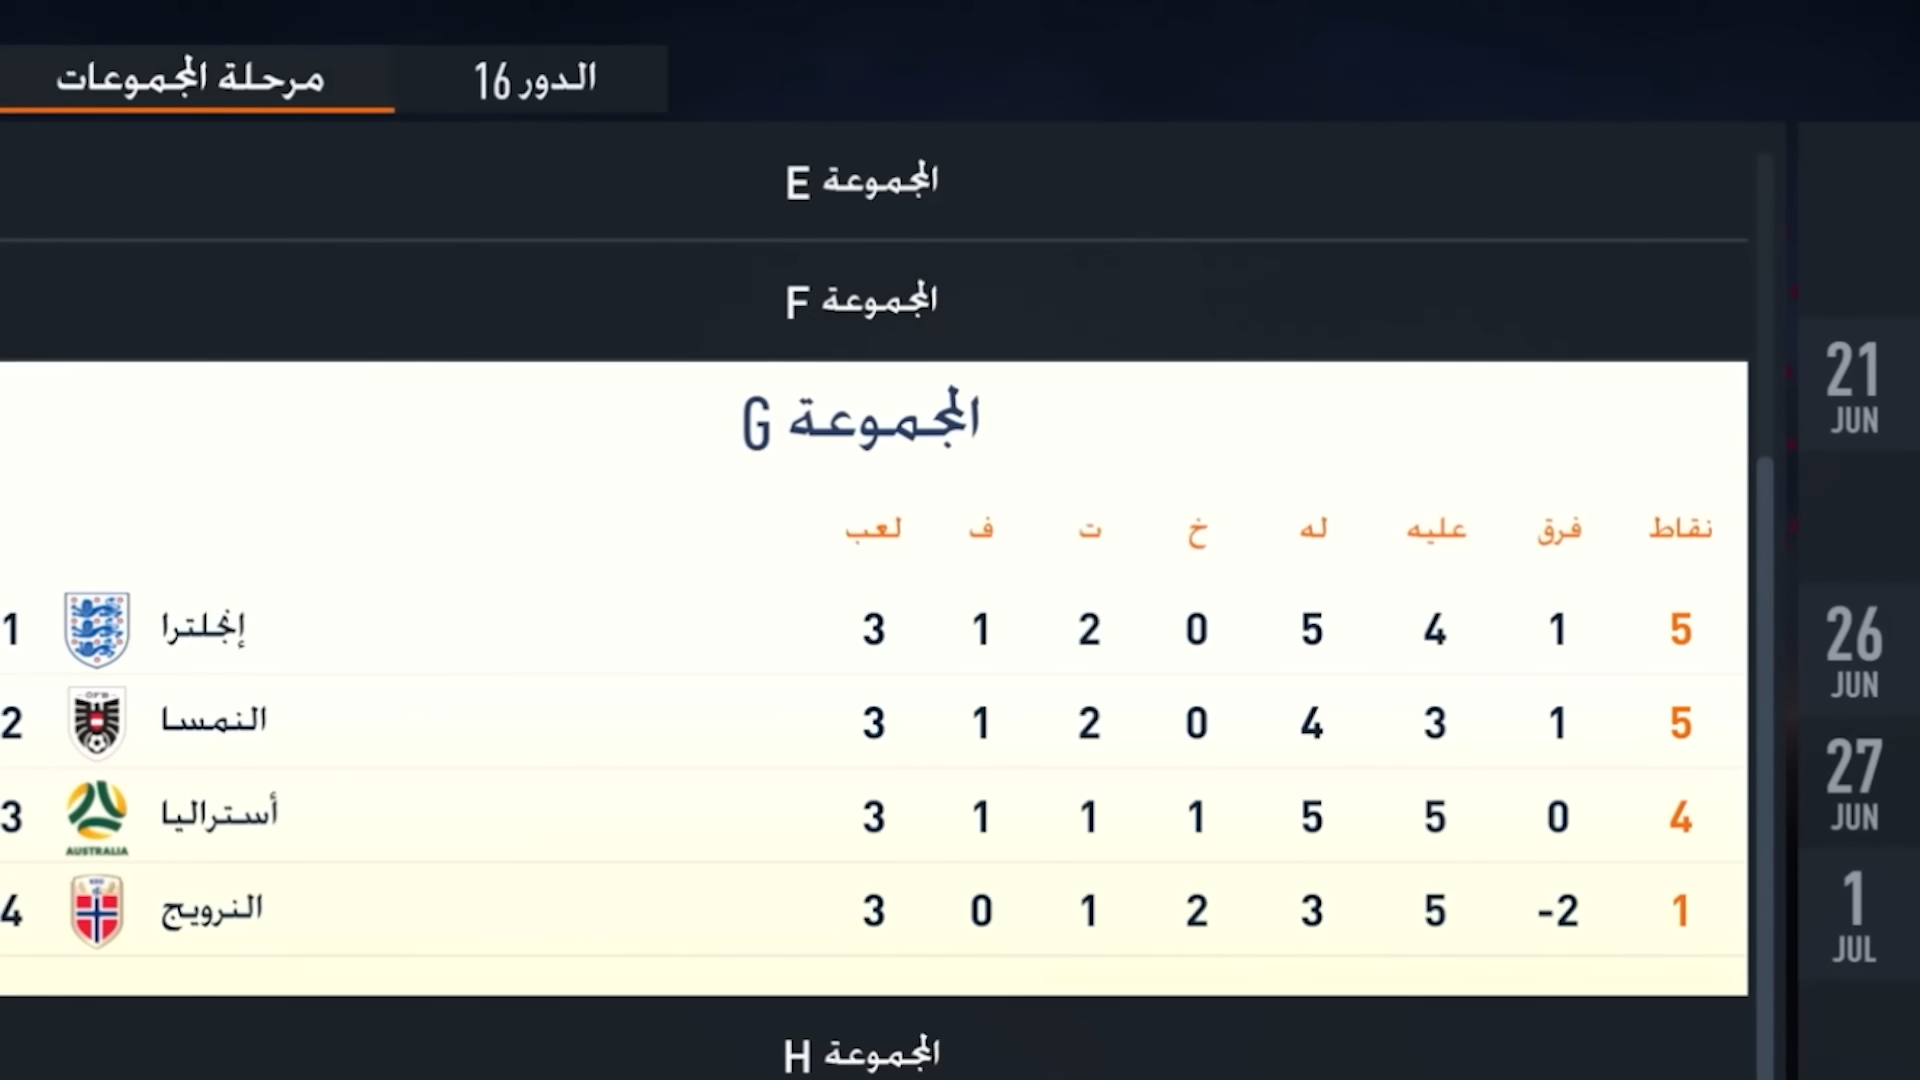 مرحلة المجموعات
الدور 16
المجموعة E
المجموعة F
المجموعة G
لعب ف ت خ له عليه فرق نقاط
1 إنجلترا 3 1 2 0 5 4 1 5
2 النمسا 3 1 2 0 4 3 1 5
3 AUSTRALIA أستراليا 3 1 1 1 5 5 0 4
4 النرويج 3 0 1 2 3 5 -2 1
المجموعة H
21
JUN
26
JUN
27
JUN
1
JUL